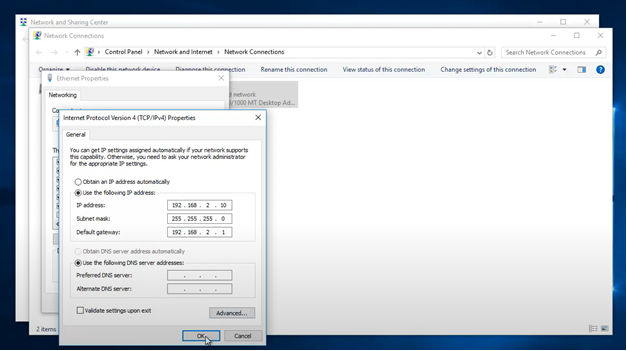 Network and Sharing Center
Network Connections
Control Panel > Network and Internet > Network Connections
Search Network Connections
Organize
Disable this network device
Diagnose this connection
Rename this connection
View status of this connection
Change settings of this connection
Ethernet Properties
Networking
network
/1000 MT Desktop Ad...
Internet Protocol Version 4 (TCP/IPv4) Properties
General
You can get IP settings assigned automatically if your network supports
this capability. Otherwise, you need to ask your network administrator
for the appropriate IP settings.
Obtain an IP address automatically
Use the following IP address:
IP address:
192 . 168 . 2 . 10
Subnet mask:
255 . 255 . 255 . 0
Default gateway:
192 . 168 . 2 . 1
Obtain DNS server address automatically
Use the following DNS server addresses:
Preferred DNS server:
. . .
Alternate DNS server:
. . .
Validate settings upon exit
Advanced...
OK
Cancel
2 items